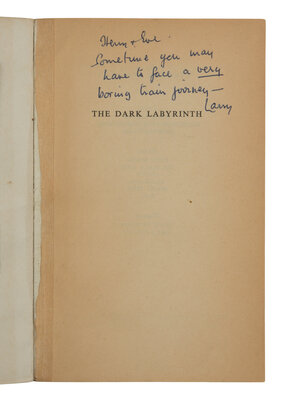 Henry + Eve.
Sometime you may
have to face a very
boring train journey —
Larry
THE DARK LABYRINTH